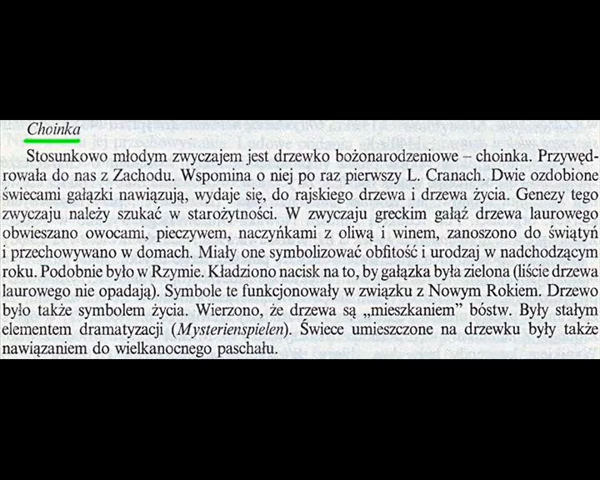 Choinka
Stosunkowo młodym zwyczajem jest drzewko bożonarodzeniowe – choinka. Przywęd-
rowała do nas z Zachodu. Wspomina o niej po raz pierwszy L. Cranach. Dwie ozdobione
świecami gałązki nawiązują, wydaje się, do rajskiego drzewa i drzewa życia. Genezy tego
zwyczaju należy szukać w starożytności. W zwyczaju greckim gałąź drzewa laurowego
obwieszano owocami, pieczywem, naczyńkami z oliwą i winem, zanoszono do świątyń
i przechowywano w domach. Miały one symbolizować obfitość i urodzaj w nadchodzącym
roku. Podobnie było w Rzymie. Kładziono nacisk na to, by gałązka była zielona (liście drzewa
laurowego nie opadają). Symbole te funkcjonowały w związku z Nowym Rokiem. Drzewo
było także symbolem życia. Wierzono, że drzewa są „mieszkaniem” bóstw. Były stałym
elementem dramatyzacji (Mysterienspielen). Świece umieszczone na drzewku były także
nawiązaniem do wielkanocnego paschału.